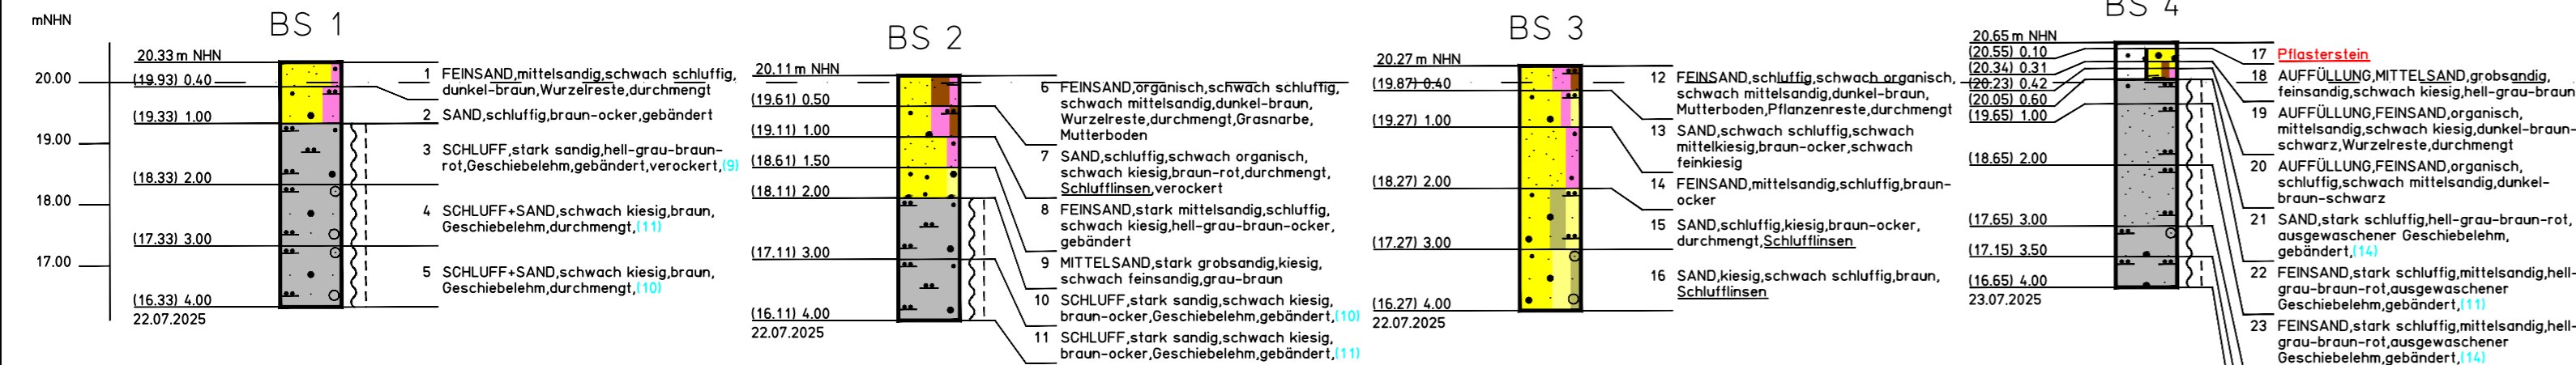 mNHN
20.00
19.00
18.00
17.00
BS 1
20.33 m NHN
(19.93) 0.40
(19.33) 1.00
(18.33) 2.00
(17.33) 3.00
(16.33) 4.00
22.07.2025
1 FEINSAND,mittelsandig,schwach schluffig,
dunkel-braun,Wurzelreste,durchmengt
2 SAND,schluffig,braun-ocker,gebändert
3 SCHLUFF,stark sandig,hell-grau-braun-
rot,Geschiebelehm,gebändert,verockert,(9)
4 SCHLUFF+SAND,schwach kiesig,braun,
Geschiebelehm,durchmengt,(11)
5 SCHLUFF+SAND,schwach kiesig,braun,
Geschiebelehm,durchmengt,(10)
BS 2
20.11 m NHN
(19.61) 0.50
(19.11) 1.00
(18.61) 1.50
(18.11) 2.00
(17.11) 3.00
(16.11) 4.00
22.07.2025
6 FEINSAND,organisch,schwach schluffig,
schwach mittelsandig,dunkel-braun,
Wurzelreste,durchmengt,Grasnarbe,
Mutterboden
7 SAND,schluffig,schwach organisch,
schwach kiesig,braun-rot,durchmengt,
Schlufflinsen,verockert
8 FEINSAND,stark mittelsandig,schluffig,
schwach kiesig,hell-grau-braun-ocker,
gebändert
9 MITTELSAND,stark grobsandig,kiesig,
schwach feinsandig,grau-braun
10 SCHLUFF,stark sandig,schwach kiesig,
braun-ocker,Geschiebelehm,gebändert,(10)
11 SCHLUFF,stark sandig,schwach kiesig,
braun-ocker,Geschiebelehm,gebändert,(11)
BS 3
20.27 m NHN
(19.87) 0.40
(19.27) 1.00
(18.27) 2.00
(17.27) 3.00
(16.27) 4.00
22.07.2025
12 FEINSAND,schluffig,schwach organisch,
schwach mittelsandig,dunkel-braun,
Mutterboden,Pflanzenreste,durchmengt
13 SAND,schwach schluffig,schwach
mittelkiesig,braun-ocker,schwach
feinkiesig
14 FEINSAND,mittelsandig,schluffig,braun-
ocker
15 SAND,schluffig,kiesig,braun-ocker,
durchmengt,Schlufflinsen
16 SAND,kiesig,schwach schluffig,braun,
Schlufflinsen
BS 4
20.65 m NHN
(20.55) 0.10
(20.34) 0.31
(20.23) 0.42
(20.05) 0.60
(19.65) 1.00
(18.65) 2.00
(17.65) 3.00
(17.15) 3.50
(16.65) 4.00
23.07.2025
17 Pflasterstein
18 AUFFÜLLUNG,MITTELSAND,grobsandig,
feinsandig,schwach kiesig,hell-grau-braun
19 AUFFÜLLUNG,FEINSAND,organisch,
mittelsandig,schwach kiesig,dunkel-braun-
schwarz,Wurzelreste,durchmengt
20 AUFFÜLLUNG,FEINSAND,organisch,
schluffig,schwach mittelsandig,dunkel-
braun-schwarz
21 SAND,stark schluffig,hell-grau-braun-rot,
ausgewaschener Geschiebelehm,
gebändert,(14)
22 FEINSAND,stark schluffig,mittelsandig,hell-
grau-braun-rot,ausgewaschener
Geschiebelehm,gebändert,(11)
23 FEINSAND,stark schluffig,mittelsandig,hell-
grau-braun-rot,ausgewaschener
Geschiebelehm,gebändert,(14)